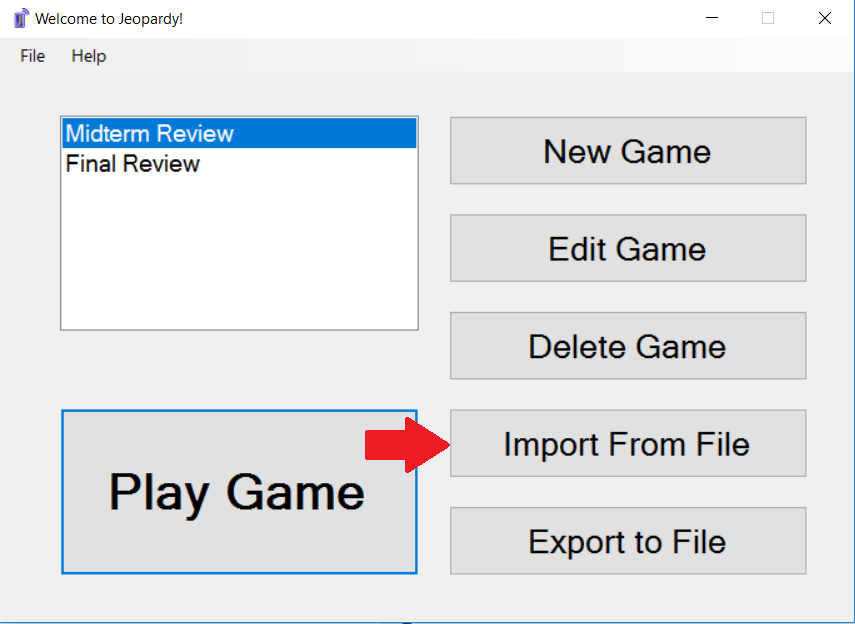 Welcome to Jeopardy!
File Help
Midterm Review
Final Review
New Game
Edit Game
Delete Game
Import From File
Play Game
Export to File